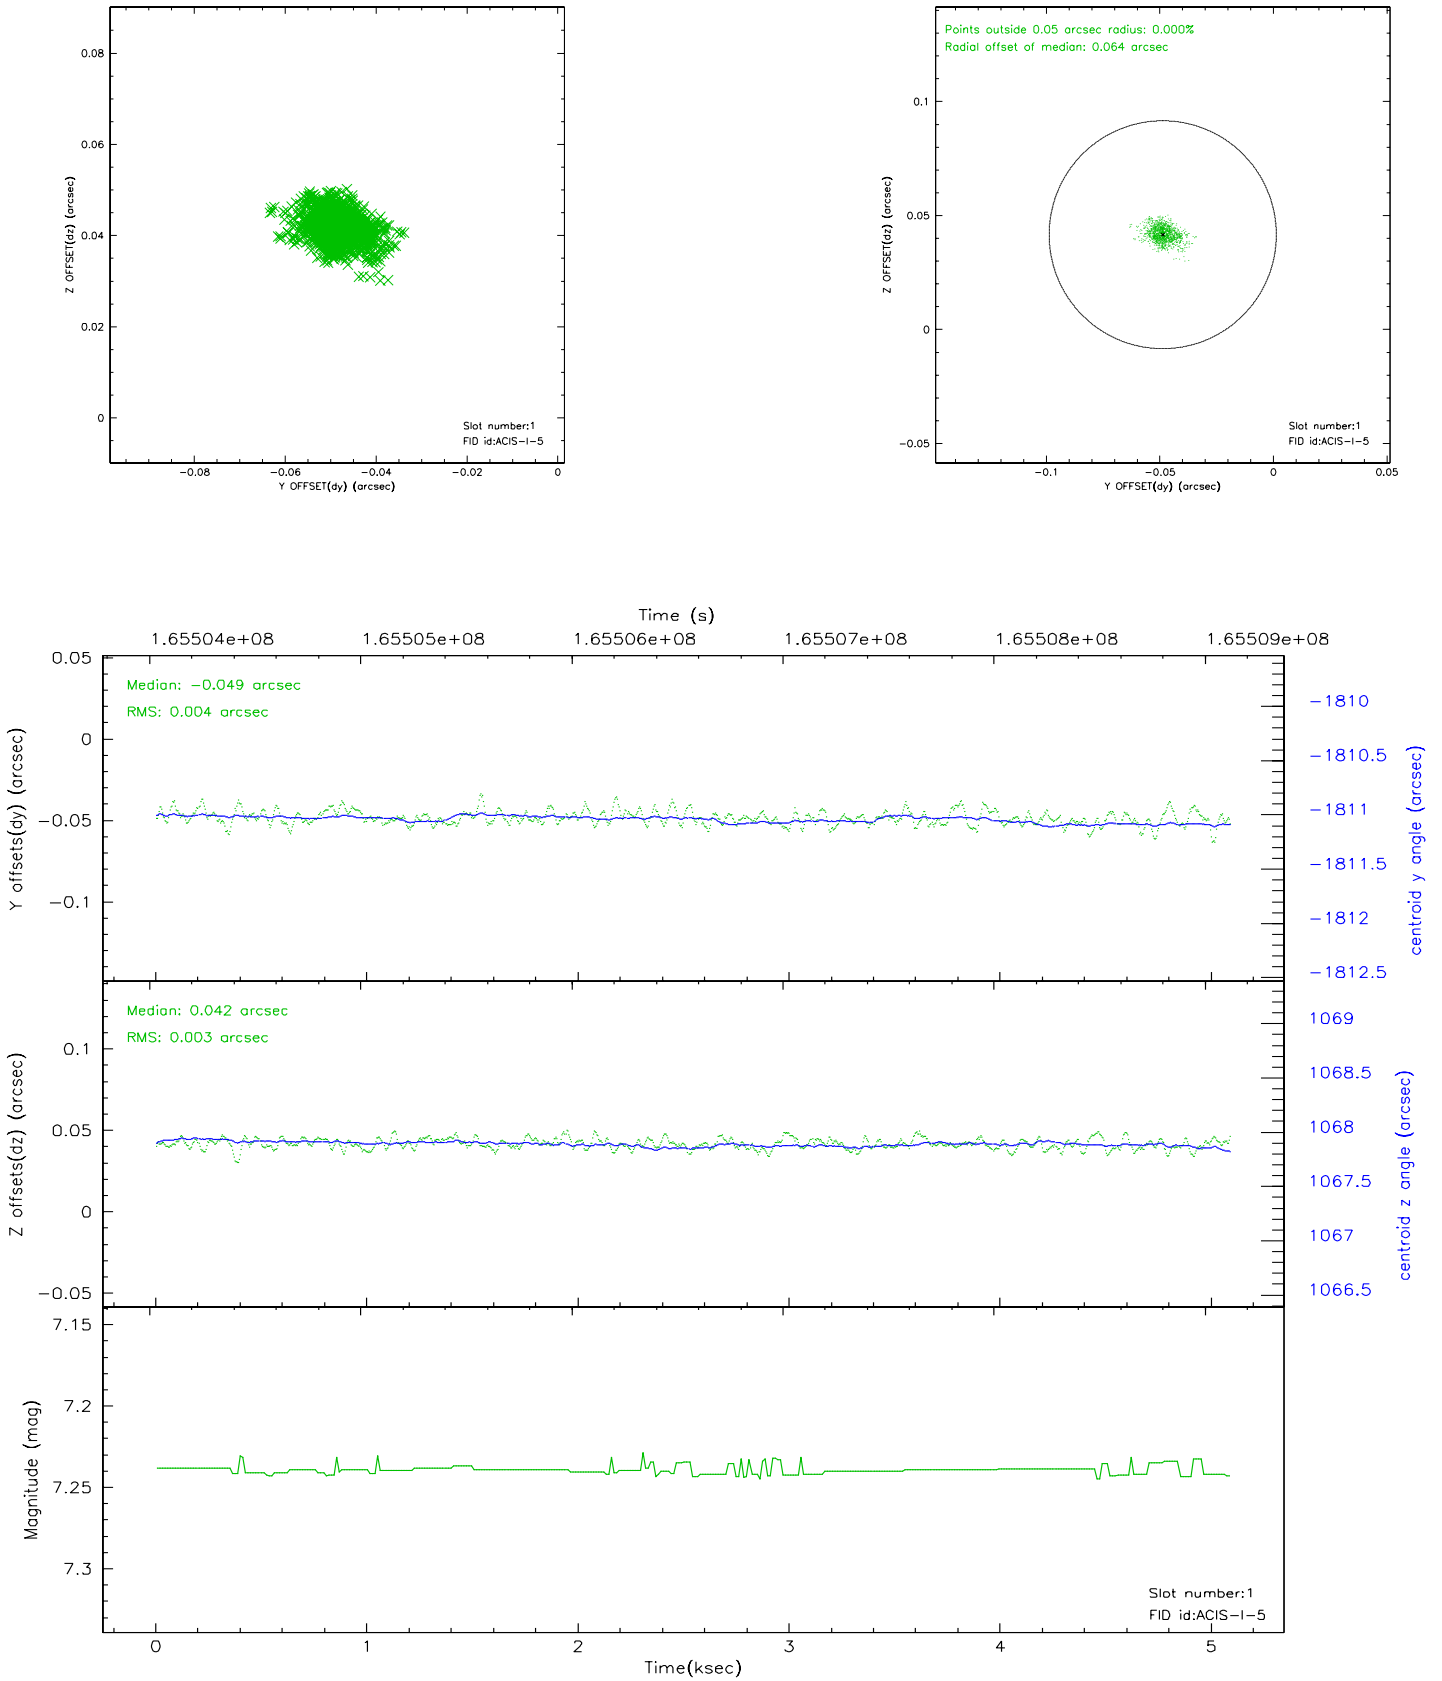 0.08
0.06
0.04
0.02
0
Z OFFSET(dz) (arcsec)
Slot number:1
FID id:ACIS-I-5
-0.08 -0.06 -0.04 -0.02 0
Y OFFSET(dy) (arcsec)
Points outside 0.05 arcsec radius: 0.000%
Radial offset of median: 0.064 arcsec
0.1
0.05
0
-0.05
Z OFFSET(dz) (arcsec)
Slot number:1
FID id:ACIS-I-5
-0.1 -0.05 0 0.05
Y OFFSET(dy) (arcsec)
Time (s)
1.65504e+08 1.65505e+08 1.65506e+08 1.65507e+08 1.65508e+08 1.65509e+08
Median: -0.049 arcsec
RMS: 0.004 arcsec
0.05
0
-0.05
-0.1
Y offsets(dy) (arcsec)
-1810
-1810.5
-1811
-1811.5
-1812
-1812.5
centroid y angle (arcsec)
Median: 0.042 arcsec
RMS: 0.003 arcsec
0.1
0.05
0
-0.05
Z offsets(dz) (arcsec)
1069
1068.5
1068
1067.5
1067
1066.5
centroid z angle (arcsec)
7.15
7.2
7.25
7.3
Magnitude (mag)
Slot number:1
FID id:ACIS-I-5
0 1 2 3 4 5
Time(ksec)